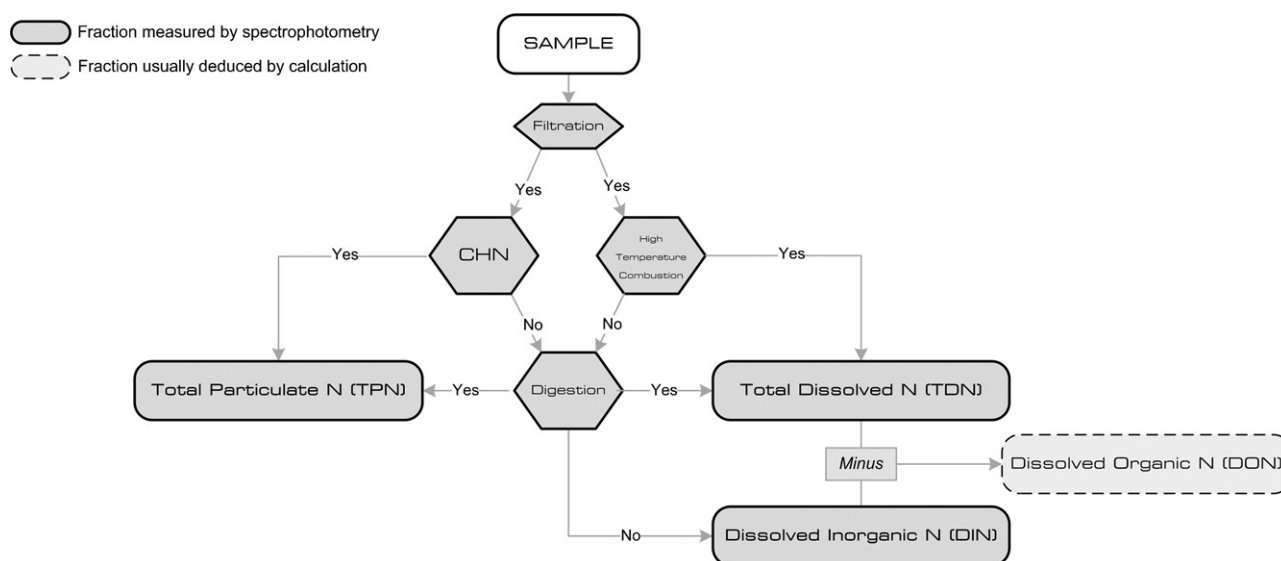 Fraction measured by spectrophotometry
Fraction usually deduced by calculation
SAMPLE
Filtration
Yes
Yes
CHN
High
Temperature
Combustion
Yes
Yes
No
No
Total Particulate N (TPN)
Yes
Digestion
Yes
Total Dissolved N (TDN)
Minus
Dissolved Organic N (DON)
No
Dissolved Inorganic N (DIN)